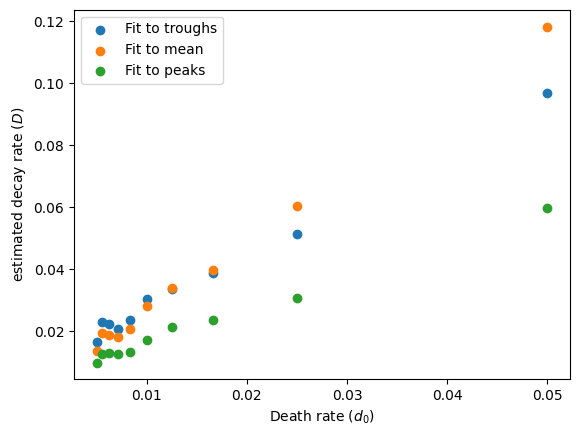 Fit to troughs
Fit to mean
Fit to peaks
0.12
0.10
0.08
0.06
0.04
0.02
estimated decay rate (D)
0.01
0.02
0.03
0.04
0.05
Death rate (d₀)